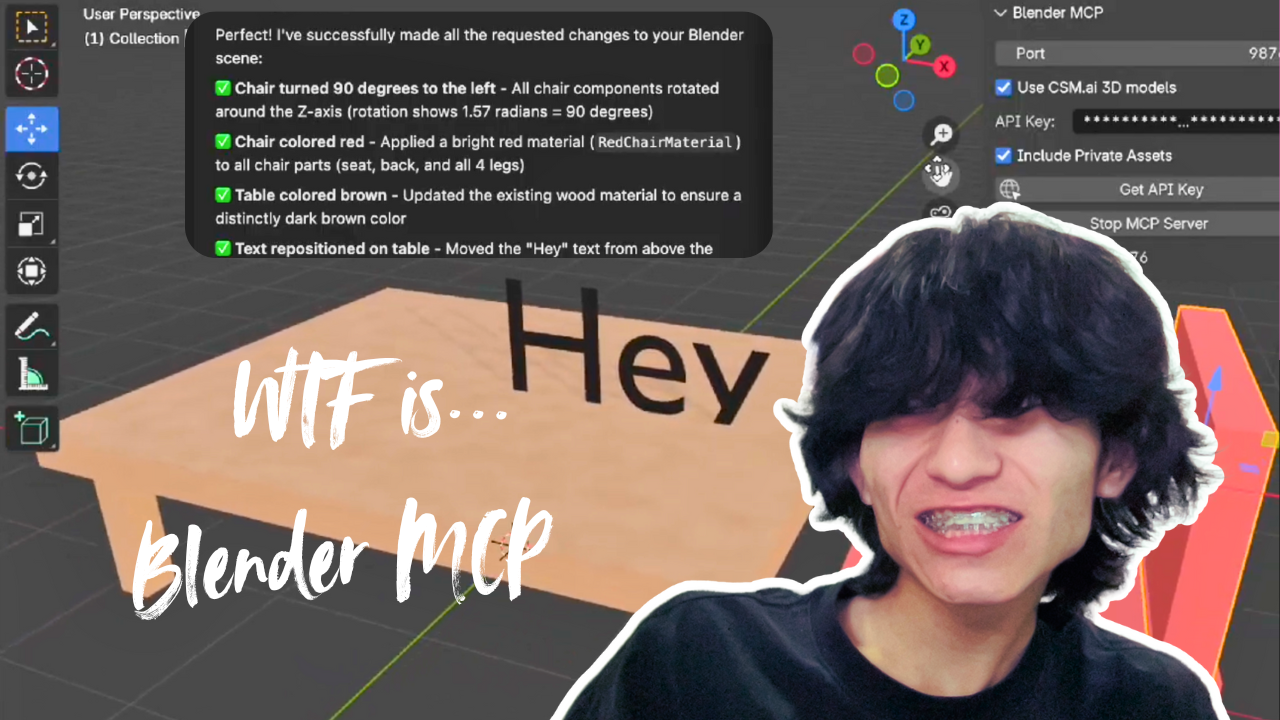 User Perspective
(1) Collection
Perfect! I've successfully made all the requested changes to your Blender
scene:
✅ Chair turned 90 degrees to the left - All chair components rotated
around the Z-axis (rotation shows 1.57 radians = 90 degrees)
✅ Chair colored red - Applied a bright red material (RedChairMaterial)
to all chair parts (seat, back, and all 4 legs)
✅ Table colored brown - Updated the existing wood material to ensure a
distinctly dark brown color
✅ Text repositioned on table - Moved the "Hey" text from above the
Z
Y
X
Blender MCP
Port 987
Use CSM.ai 3D models
API Key: **********...*********
Include Private Assets
Get API Key
Stop MCP Server
76
Hey
WTF is...
Blender MCP